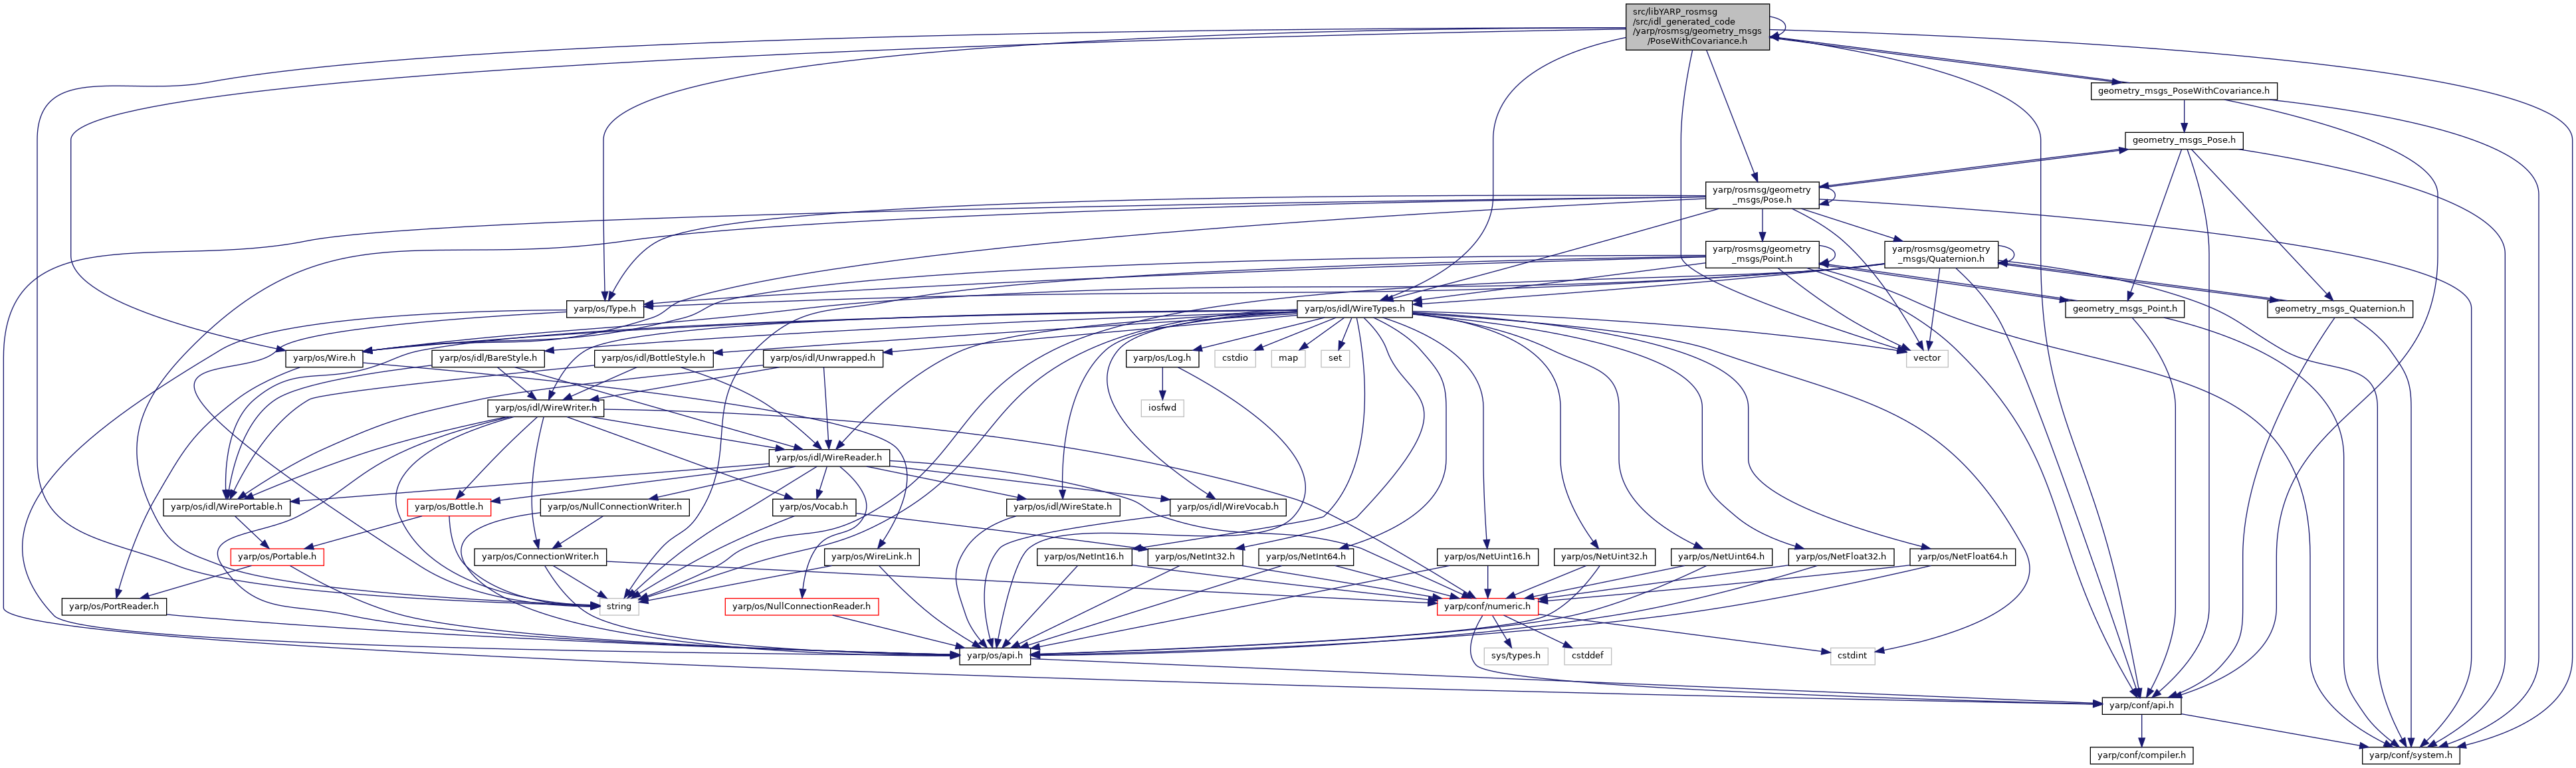 src/libYARP_rosmsg
/src/idl_generated_code
/yarp/rosmsg/geometry_msgs
/PoseWithCovariance.h
geometry_msgs_PoseWithCovariance.h
geometry_msgs_Pose.h
yarp/rosmsg/geometry
_msgs/Pose.h
yarp/rosmsg/geometry
_msgs/Point.h
yarp/rosmsg/geometry
_msgs/Quaternion.h
yarp/os/Type.h
yarp/os/idl/WireTypes.h
geometry_msgs_Point.h
geometry_msgs_Quaternion.h
yarp/os/Wire.h
yarp/os/idl/BareStyle.h
yarp/os/idl/BottleStyle.h
yarp/os/idl/Unwrapped.h
yarp/os/Log.h
cstdio
map
set
vector
yarp/os/idl/WireWriter.h
iosfwd
yarp/os/idl/WireReader.h
yarp/os/idl/WirePortable.h
yarp/os/Bottle.h
yarp/os/NullConnectionWriter.h
yarp/os/Vocab.h
yarp/os/idl/WireState.h
yarp/os/idl/WireVocab.h
yarp/os/Portable.h
yarp/os/ConnectionWriter.h
yarp/os/WireLink.h
yarp/os/NetInt16.h
yarp/os/NetInt32.h
yarp/os/NetInt64.h
yarp/os/NetUint16.h
yarp/os/NetUint32.h
yarp/os/NetUint64.h
yarp/os/NetFloat32.h
yarp/os/NetFloat64.h
yarp/os/PortReader.h
string
yarp/os/NullConnectionReader.h
yarp/conf/numeric.h
yarp/os/api.h
sys/types.h
cstddef
cstdint
yarp/conf/api.h
yarp/conf/compiler.h
yarp/conf/system.h